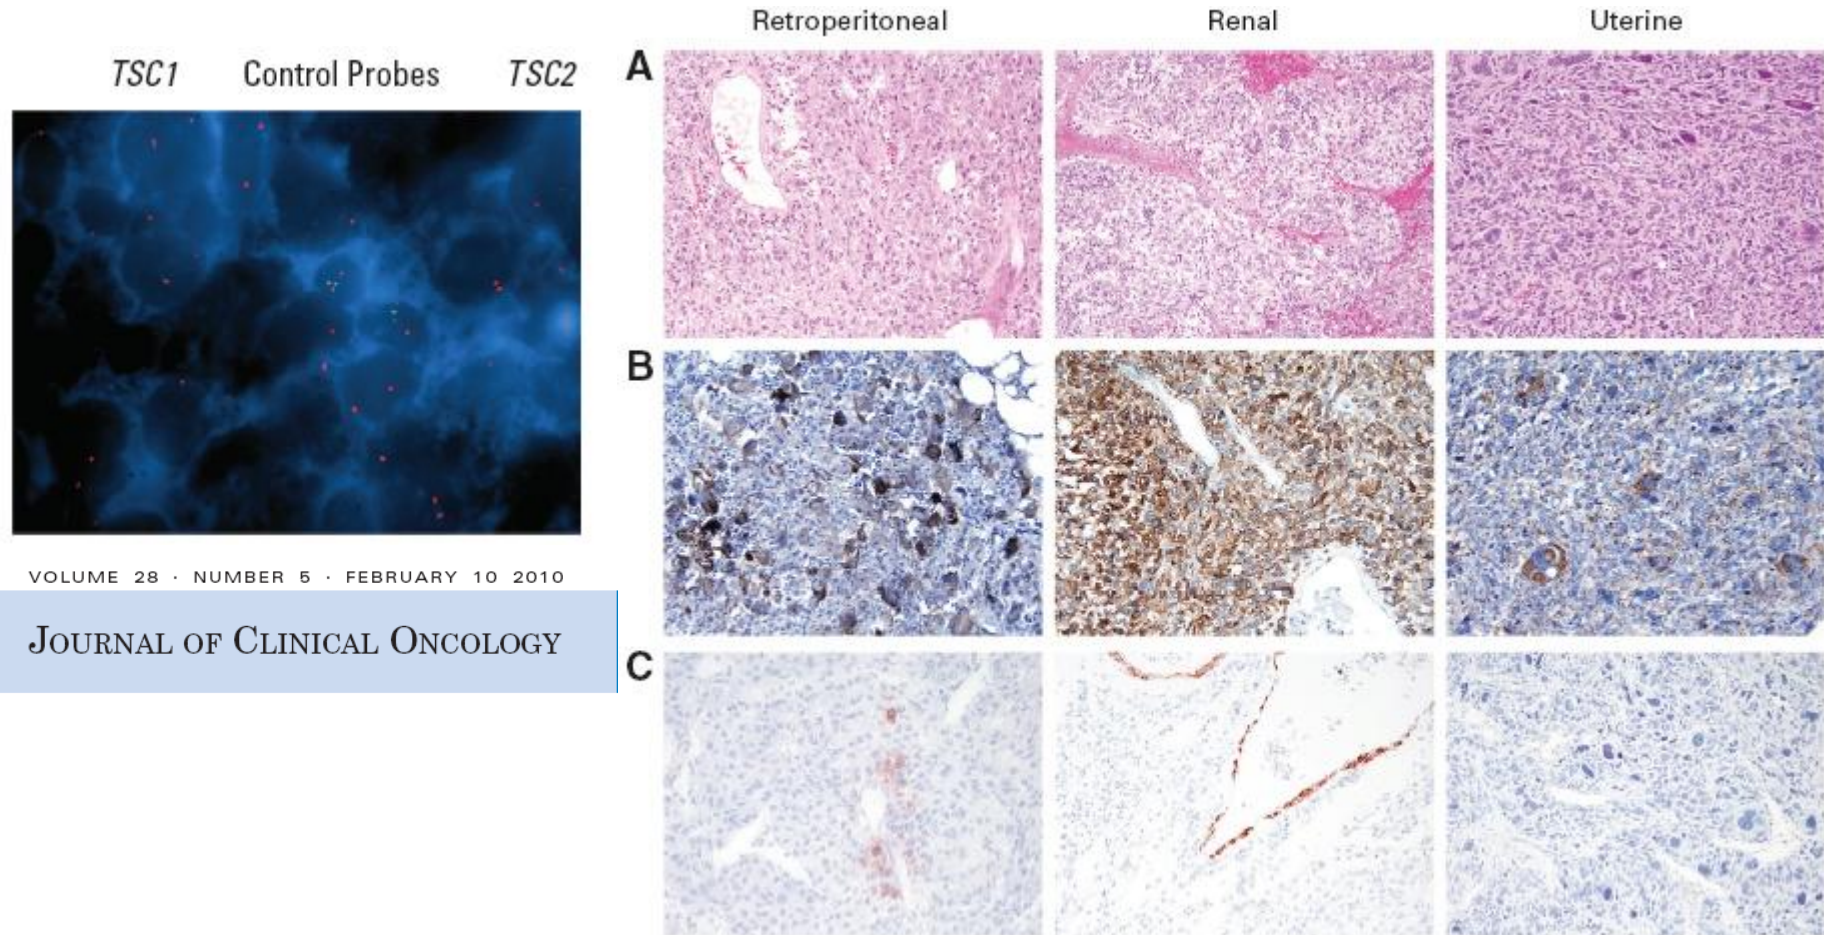 Retroperitoneal Renal Uterine
TSC1 Control Probes TSC2
A
B
C
VOLUME 28 · NUMBER 5 · FEBRUARY 10 2010
JOURNAL OF CLINICAL ONCOLOGY